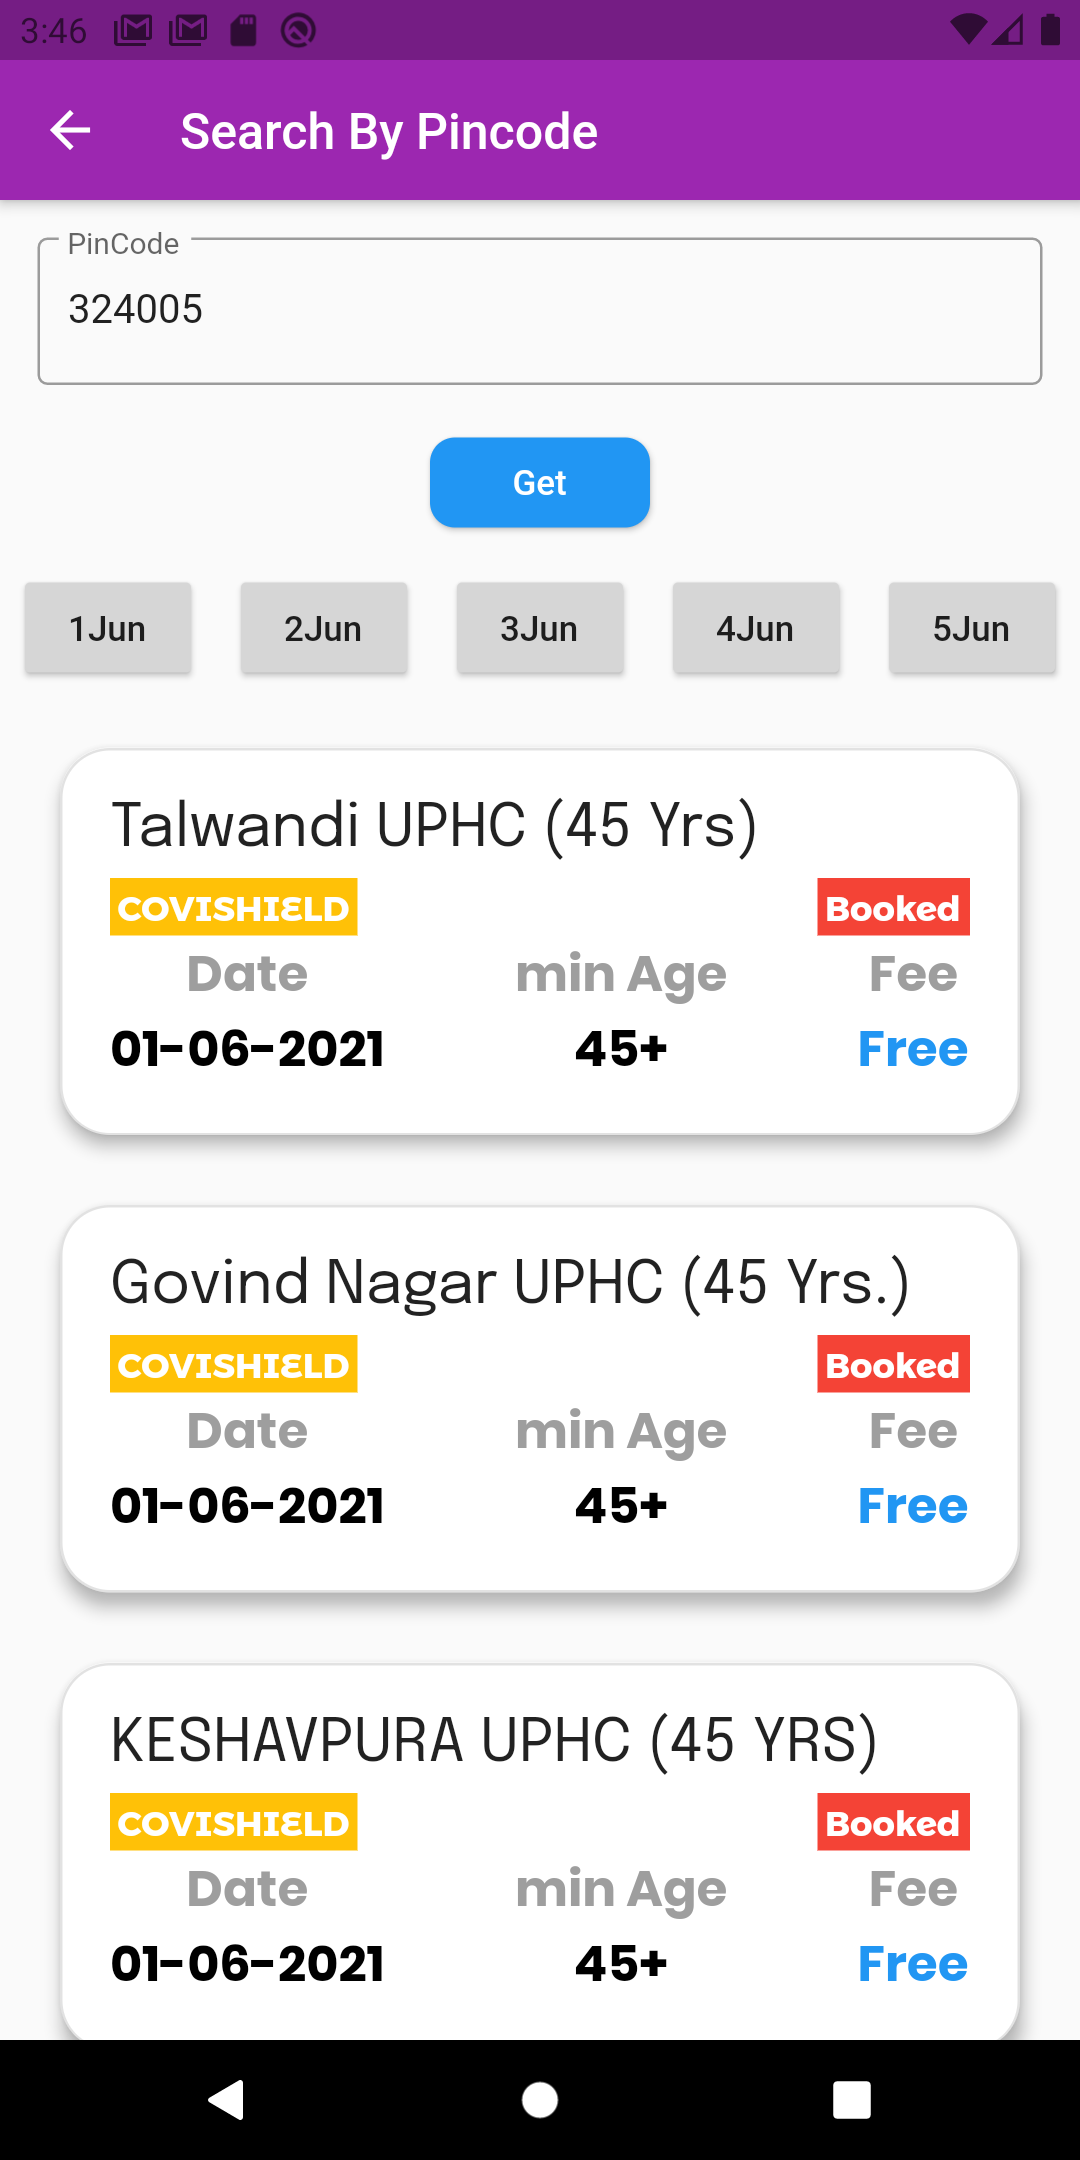 3:46
Search By Pincode
PinCode
324005
Get
1Jun 2Jun 3Jun 4Jun 5Jun
Talwandi UPHC (45 Yrs)
COVISHIELD Booked
Date min Age Fee
01-06-2021 45+ Free
Govind Nagar UPHC (45 Yrs.)
COVISHIELD Booked
Date min Age Fee
01-06-2021 45+ Free
KESHAVPURA UPHC (45 YRS)
COVISHIELD Booked
Date min Age Fee
01-06-2021 45+ Free